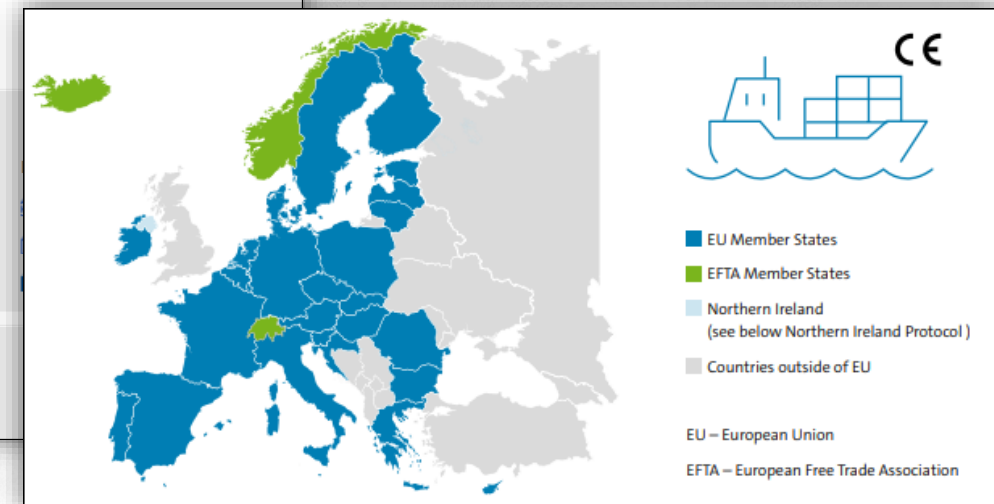 CE
EU Member States
EFTA Member States
Northern Ireland
(see below Northern Ireland Protocol )
Countries outside of EU
EU – European Union
EFTA – European Free Trade Association